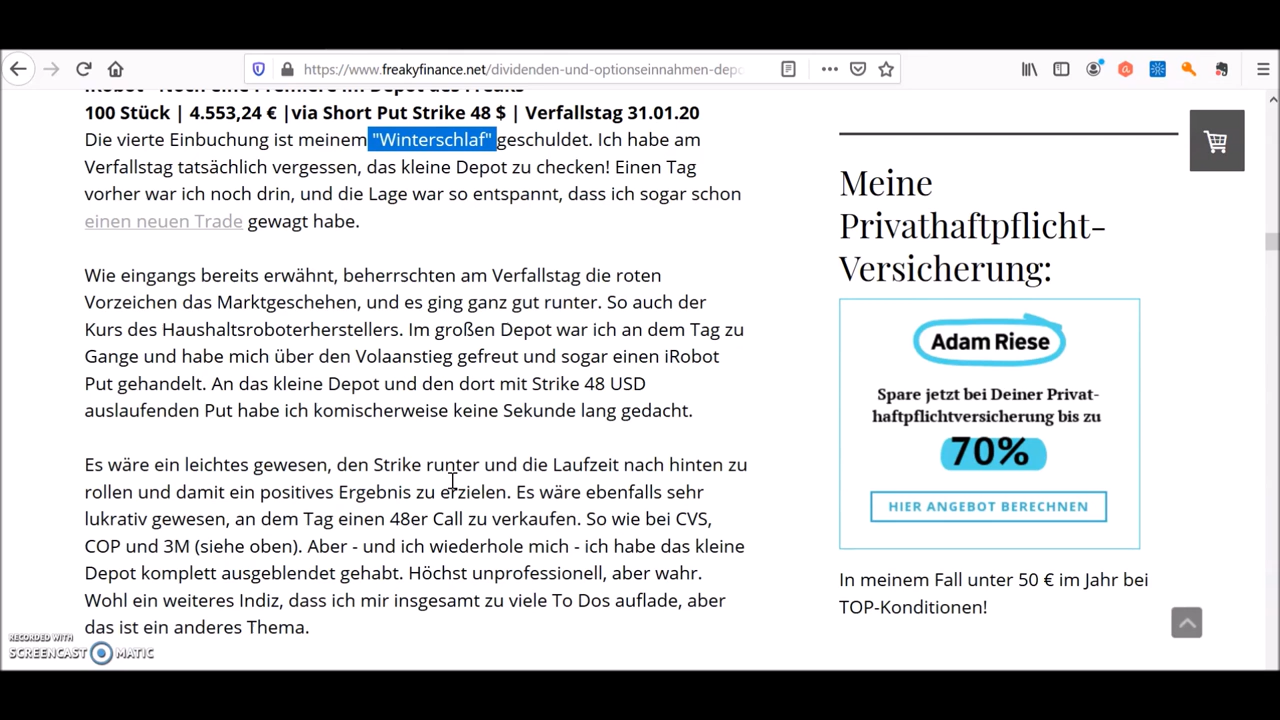 https://www.freakyfinance.net/dividenden-und-optionseinnahmen-depo
100 Stück | 4.553,24 € |via Short Put Strike 48 $ | Verfallstag 31.01.20
Die vierte Einbuchung ist meinem "Winterschlaf" geschuldet. Ich habe am
Verfallstag tatsächlich vergessen, das kleine Depot zu checken! Einen Tag
vorher war ich noch drin, und die Lage war so entspannt, dass ich sogar schon
einen neuen Trade gewagt habe.
Wie eingangs bereits erwähnt, beherrschten am Verfallstag die roten
Vorzeichen das Marktgeschehen, und es ging ganz gut runter. So auch der
Kurs des Haushaltsroboterherstellers. Im großen Depot war ich an dem Tag zu
Gange und habe mich über den Volaanstieg gefreut und sogar einen iRobot
Put gehandelt. An das kleine Depot und den dort mit Strike 48 USD
auslaufenden Put habe ich komischerweise keine Sekunde lang gedacht.
Es wäre ein leichtes gewesen, den Strike runter und die Laufzeit nach hinten zu
rollen und damit ein positives Ergebnis zu erzielen. Es wäre ebenfalls sehr
lukrativ gewesen, an dem Tag einen 48er Call zu verkaufen. So wie bei CVS,
COP und 3M (siehe oben). Aber - und ich wiederhole mich - ich habe das kleine
Depot komplett ausgeblendet gehabt. Höchst unprofessionell, aber wahr.
Wohl ein weiteres Indiz, dass ich mir insgesamt zu viele To Dos auflade, aber
das ist ein anderes Thema.
Meine
Privathaftpflicht-
Versicherung:
Adam Riese
Spare jetzt bei Deiner Privat-
haftpflichtversicherung bis zu
70%
HIER ANGEBOT BERECHNEN
In meinem Fall unter 50 € im Jahr bei
TOP-Konditionen!
RECORDED WITH
SCREENCAST MATIC